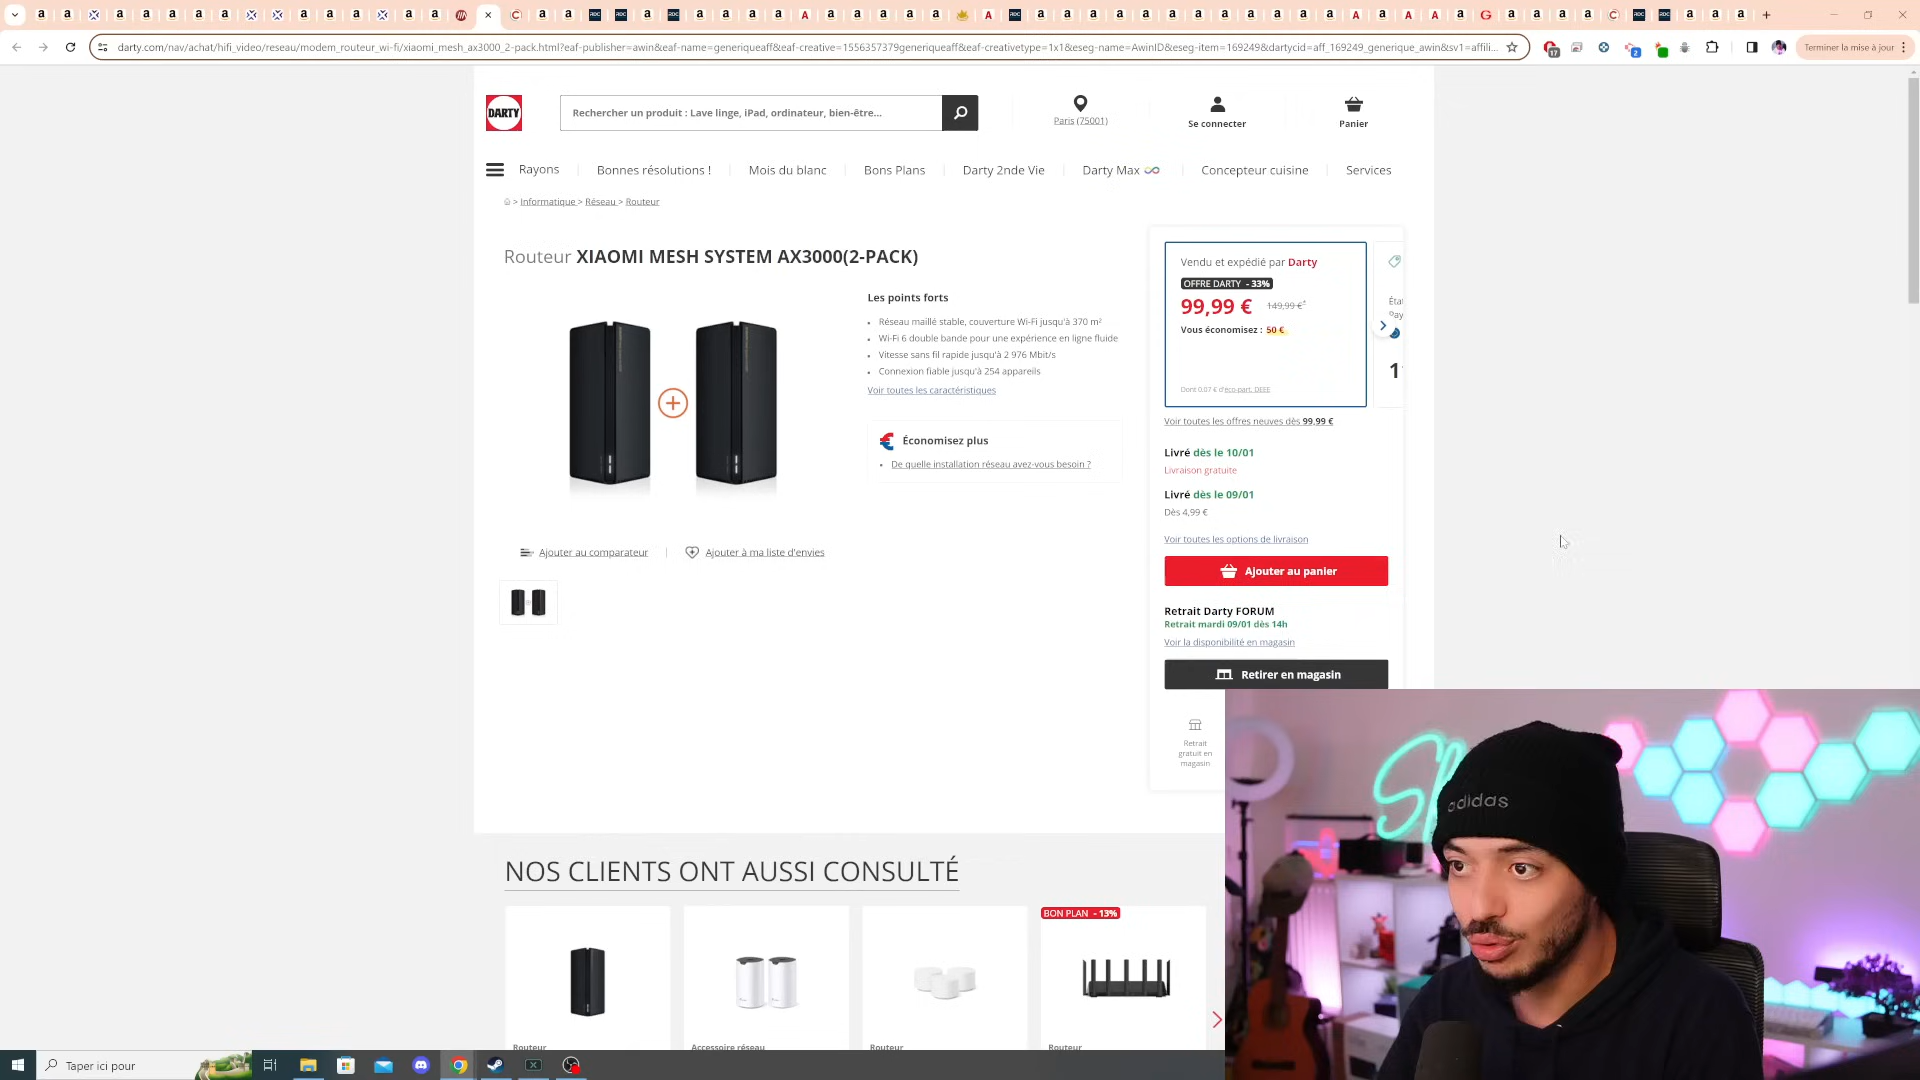 darty.com/nav/achat/hifi_video/reseau/modem_routeur_wi-fi/xiaomi_mesh_ax3000_2-pack.html?eaf-publisher=awin&eaf-name=generiqueaff&eaf-creative=1556357379generiqueaff&eaf-creativetype=1x1&eseg-name=AwinID&eseg-item=169249&dartycid=aff_169249_generique_awin&sv1=affili...
17
2
Terminer la mise à jour
DARTY
Rechercher un produit : Lave linge, iPad, ordinateur, bien-être...
Paris (75001)
Se connecter
Panier
Rayons
Bonnes résolutions !
Mois du blanc
Bons Plans
Darty 2nde Vie
Darty Max
Concepteur cuisine
Services
> Informatique > Réseau > Routeur
Routeur XIAOMI MESH SYSTEM AX3000(2-PACK)
Les points forts
Réseau maillé stable, couverture Wi-Fi jusqu'à 370 m²
Wi-Fi 6 double bande pour une expérience en ligne fluide
Vitesse sans fil rapide jusqu'à 2 976 Mbit/s
Connexion fiable jusqu'à 254 appareils
Voir toutes les caractéristiques
Économisez plus
De quelle installation réseau avez-vous besoin ?
Ajouter au comparateur
Ajouter à ma liste d'envies
Vendu et expédié par Darty
OFFRE DARTY - 33%
99,99 € 149,99 €*
Vous économisez : 50 €
Dont 0.07 € d'éco-part. DEEE
Voir toutes les offres neuves dès 99,99 €
Livré dès le 10/01
Livraison gratuite
Livré dès le 09/01
Dès 4,99 €
Voir toutes les options de livraison
Ajouter au panier
Retrait Darty FORUM
Retrait mardi 09/01 dès 14h
Voir la disponibilité en magasin
Retirer en magasin
Retrait
gratuit en
magasin
NOS CLIENTS ONT AUSSI CONSULTÉ
BON PLAN - 13%
Routeur
Accessoire réseau
Routeur
Routeur
adidas
Taper ici pour